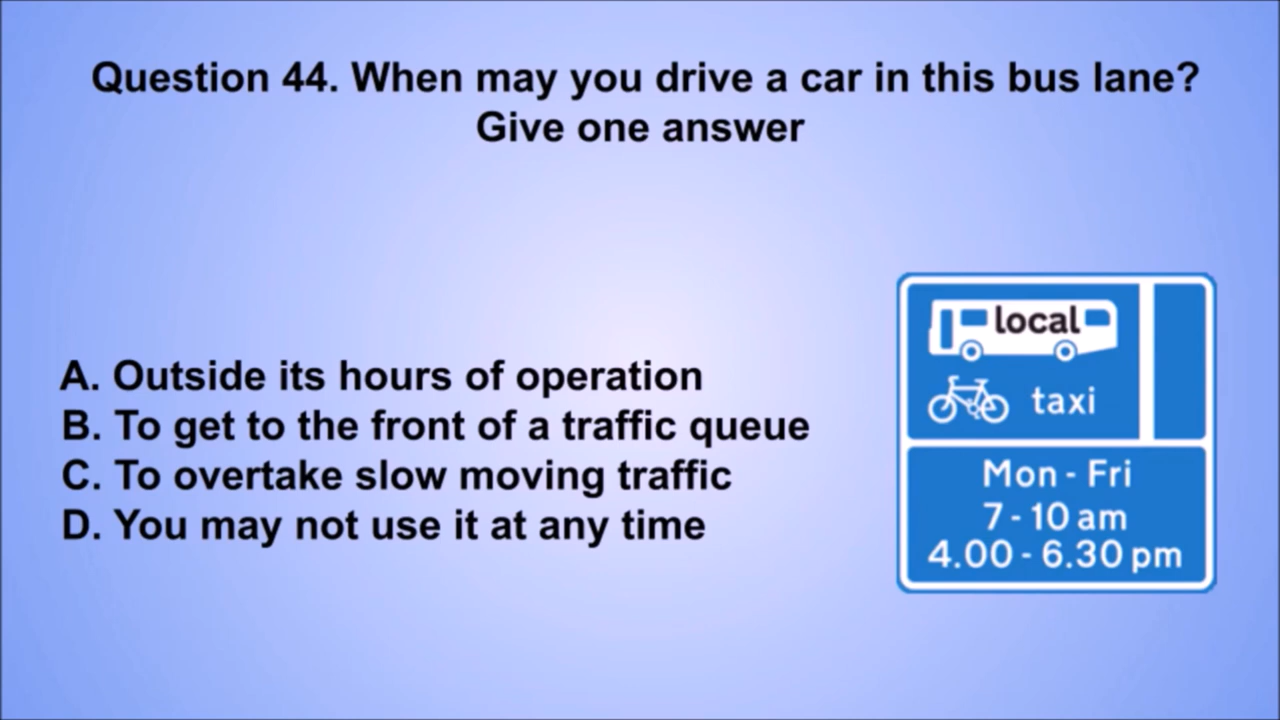 Question 44. When may you drive a car in this bus lane?
Give one answer
A. Outside its hours of operation
B. To get to the front of a traffic queue
C. To overtake slow moving traffic
D. You may not use it at any time
local
taxi
Mon - Fri
7 - 10 am
4.00 - 6.30 pm